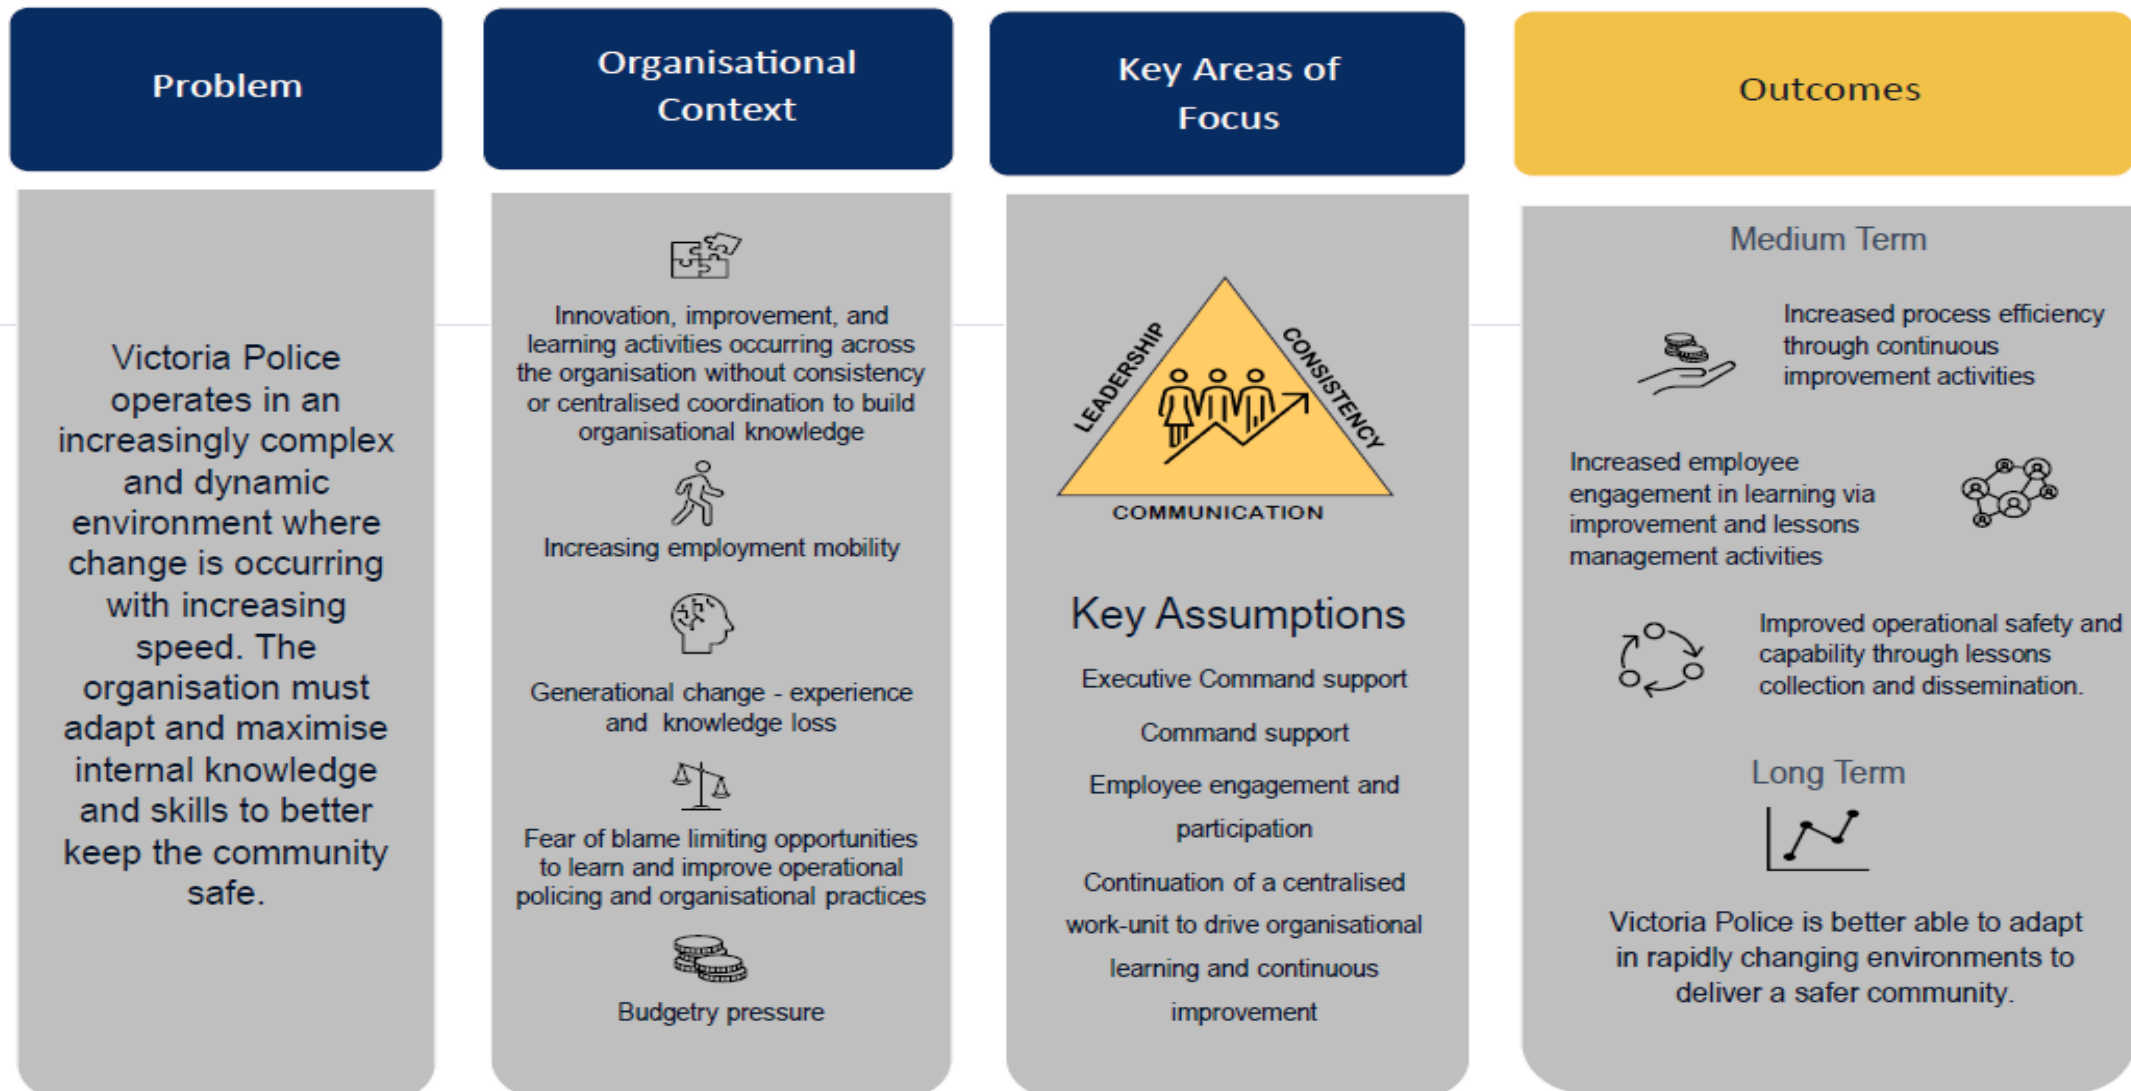 Problem
Victoria Police
operates in an
increasingly complex
and dynamic
environment where
change is occurring
with increasing
speed. The
organisation must
adapt and maximise
internal knowledge
and skills to better
keep the community
safe.
Organisational
Context
Innovation, improvement, and
learning activities occurring across
the organisation without consistency
or centralised coordination to build
organisational knowledge
Increasing employment mobility
Generational change - experience
and knowledge loss
Fear of blame limiting opportunities
to learn and improve operational
policing and organisational practices
Budgetry pressure
Key Areas of
Focus
LEADERSHIP
CONSISTENCY
COMMUNICATION
Key Assumptions
Executive Command support
Command support
Employee engagement and
participation
Continuation of a centralised
work-unit to drive organisational
learning and continuous
improvement
Outcomes
Medium Term
Increased process efficiency
through continuous
improvement activities
Increased employee
engagement in learning via
improvement and lessons
management activities
Improved operational safety and
capability through lessons
collection and dissemination.
Long Term
Victoria Police is better able to adapt
in rapidly changing environments to
deliver a safer community.